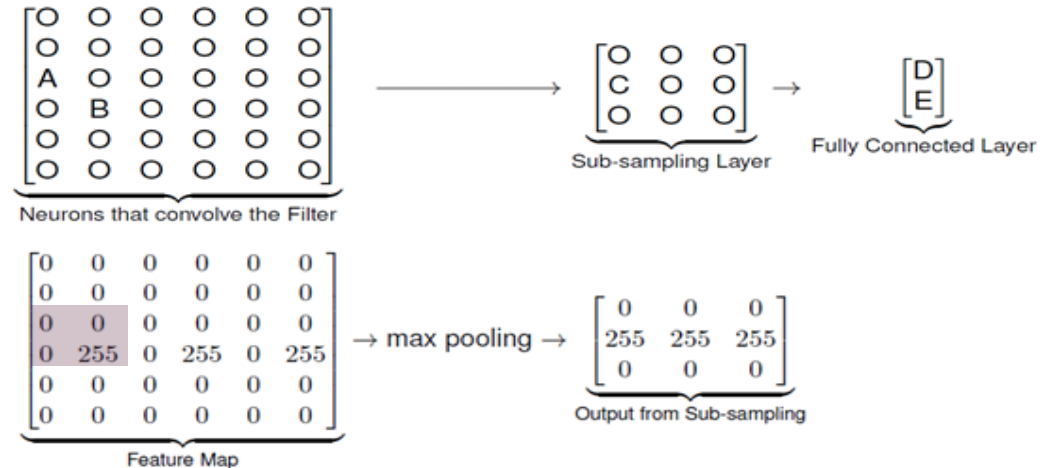 O O O O O O
O O O O O O
A O O O O O
O B O O O O
O O O O O O
O O O O O O
Neurons that convolve the Filter
→
O O O
C O O
O O O
Sub-sampling Layer
→
D
E
Fully Connected Layer
0 0 0 0 0 0
0 0 0 0 0 0
0 0 0 0 0 0
0 255 0 255 0 255
0 0 0 0 0 0
0 0 0 0 0 0
Feature Map
→ max pooling →
0 0 0
255 255 255
0 0 0
Output from Sub-sampling